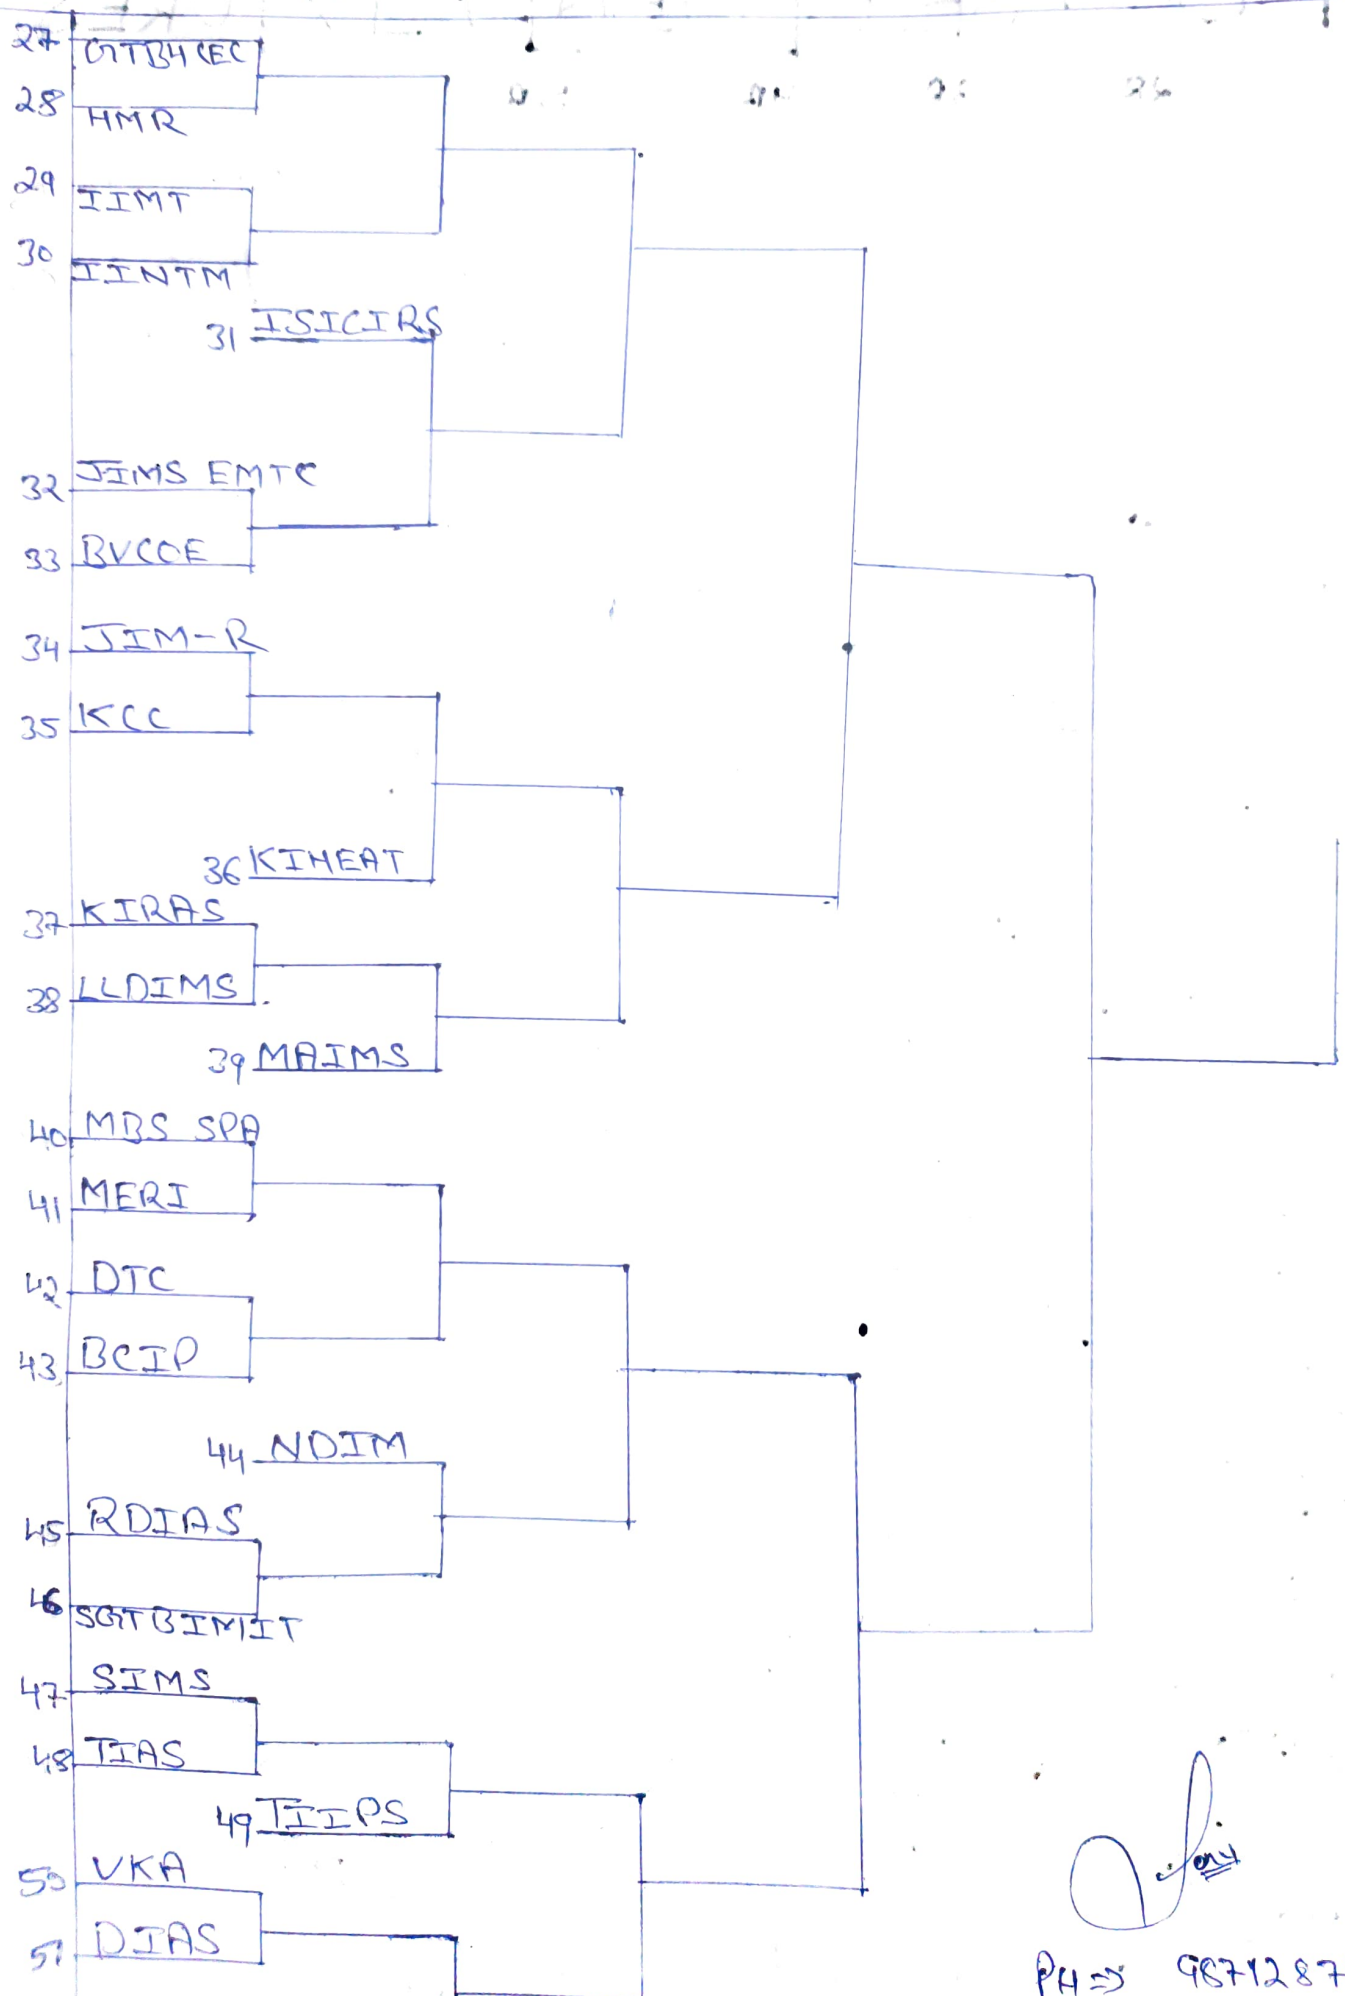 27 GTB4CEC
28 HMR
29 IIMT
30 IINTM
31 ISICIRS
32 JIMS EMTC
33 BVCOE
34 JIM-R
35 KCC
36 KIHEAT
37 KIRAS
38 LLDIMS
39 MAIMS
40 MBS SPA
41 MERI
42 DTC
43 BCIP
44 NDIM
45 RDIAS
46 SGTBIMIT
47 SIMS
48 TIAS
49 TIIPS
50 VKA
51 DIAS
PH⇒ 9871287